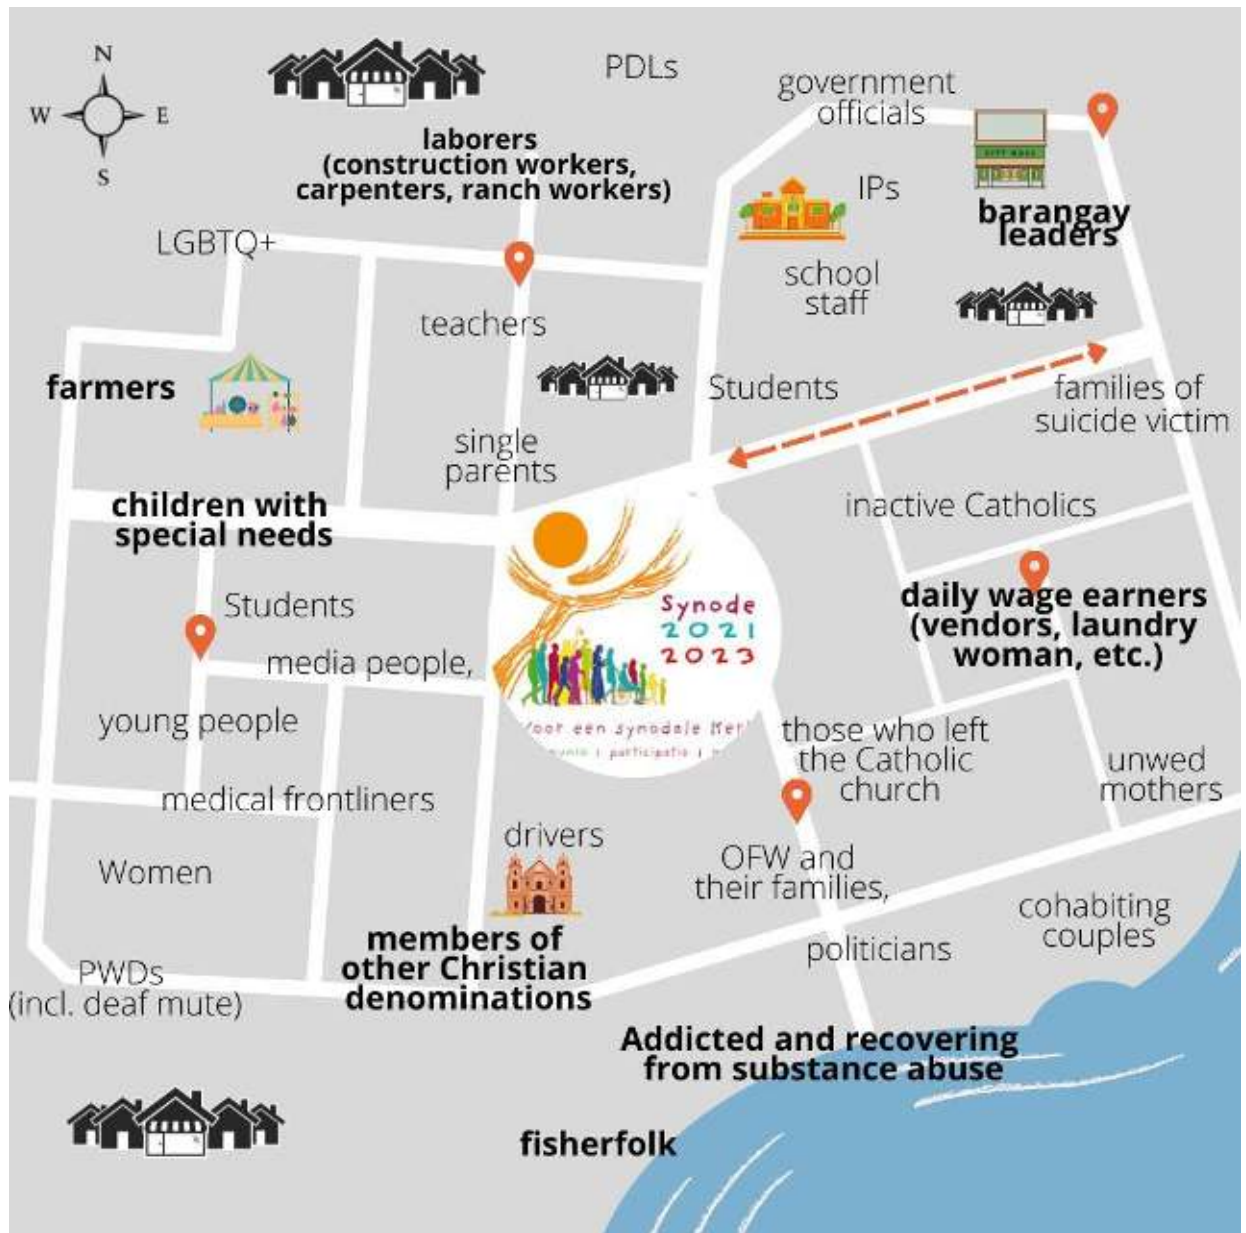 N
W
E
S
PDLs
government
officials
laborers
(construction workers,
carpenters, ranch workers)
IPs
CITY HALL
barangay
leaders
LGBTQ+
school
staff
teachers
farmers
Students
families of
suicide victim
single
parents
children with
special needs
inactive Catholics
Students
Synode
2021
2023
daily wage earners
(vendors, laundry
woman, etc.)
media people,
young people
voor een synodale Ker
participatio
those who left
the Catholic
church
unwed
mothers
medical frontliners
drivers
Women
OFW and
their families,
cohabiting
couples
members of
other Christian
denominations
politicians
PWDs
(incl. deaf mute)
Addicted and recovering
from substance abuse
fisherfolk